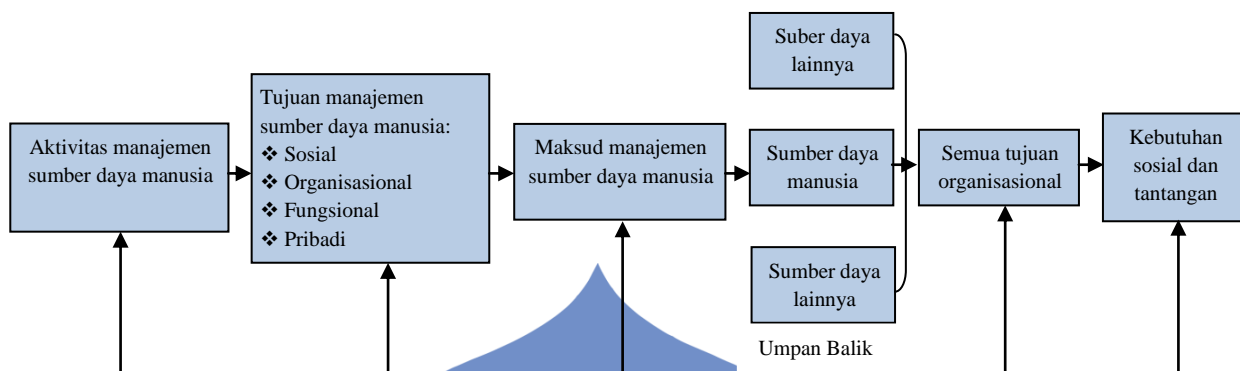 Aktivitas manajemen
sumber daya manusia
Tujuan manajemen
sumber daya manusia:
❖ Sosial
❖ Organisasional
❖ Fungsional
❖ Pribadi
Maksud manajemen
sumber daya manusia
Suber daya
lainnya
Sumber daya
manusia
Sumber daya
lainnya
Semua tujuan
organisasional
Kebutuhan
sosial dan
tantangan
Umpan Balik